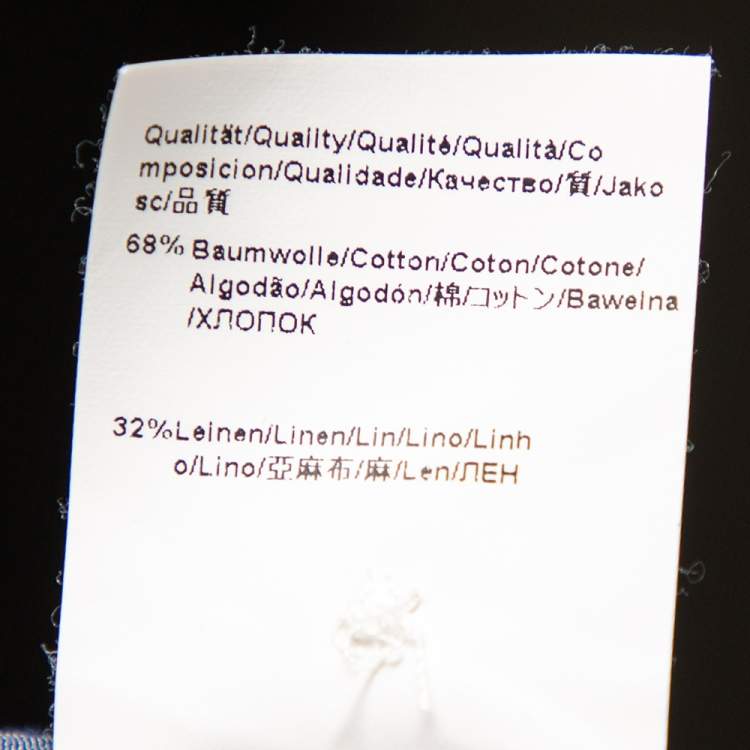 Qualität/Quality/Qualité/Qualità/Co
mposicion/Qualidade/Качество/質/Jako
sc/品質
68% Baumwolle/Cotton/Coton/Cotone/
Algodão/Algodón/棉/コットン/Bawelna
/ХЛОПОК
32%Leinen/Linen/Lin/Lino/Linh
o/Lino/亞麻布/麻/Len/ЛЕН